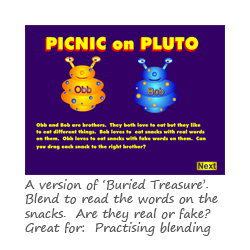 PICNIC on PLUTO
Obb
Bob
Obb and Bob are brothers. They both love to eat but they like
to eat different things. Bob loves to eat snacks with real words
on them. Obb loves to eat snacks with fake words on them. Can
you drag each snack to the right brother?
Next
A version of 'Buried Treasure'.
Blend to read the words on the
snacks. Are they real or fake?
Great for: Practising blending